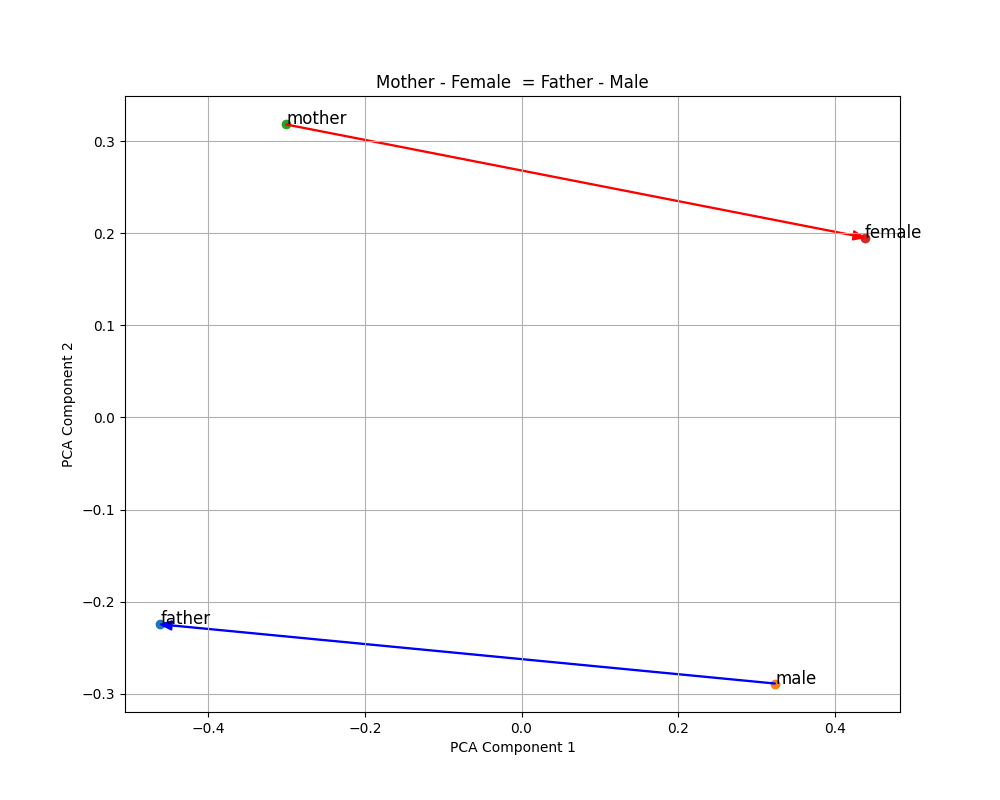 Mother - Female  = Father - Male
mother
female
father
male
0.3
0.2
0.1
0.0
−0.1
−0.2
−0.3
PCA Component 2
−0.4
−0.2
0.0
0.2
0.4
PCA Component 1